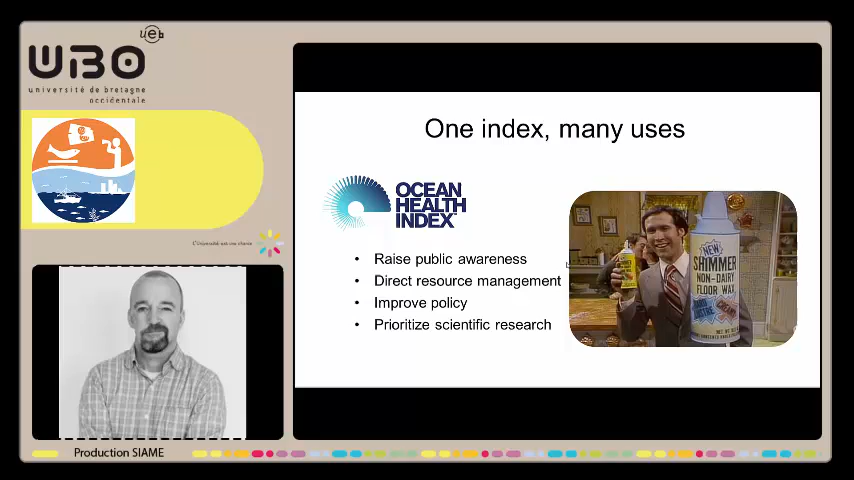 ueb
UBO
université de bretagne
occidentale
L'Université est une chance
One index, many uses
OCEAN
HEALTH
INDEX
• Raise public awareness
• Direct resource management
• Improve policy
• Prioritize scientific research
NEW
SHIMMER
NON-DAIRY
FLOOR WAX
Production SIAME